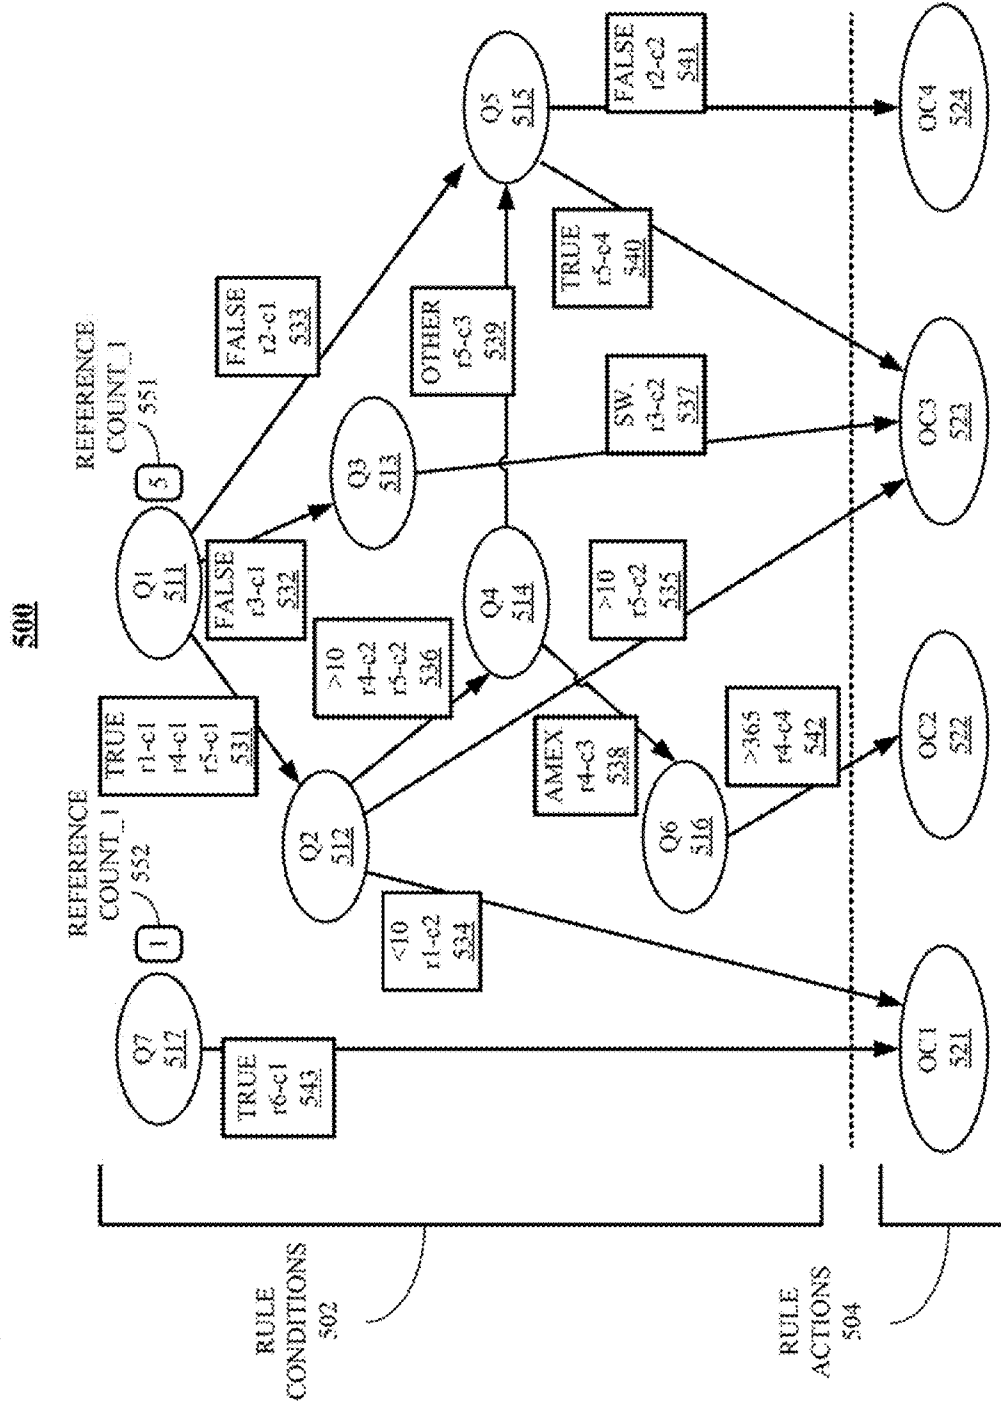 500
REFERENCE
COUNT_1
552
REFERENCE
COUNT_1
551
Q7
517
1
Q1
511
5
TRUE
r1-c1
r4-c1
r5-c1
531
FALSE
r3-c1
532
FALSE
r2-c1
533
TRUE
r6-c1
543
Q2
512
>10
r4-c2
r5-c2
536
Q3
513
<10
r1-c2
534
Q4
514
OTHER
r5-c3
539
Q5
515
AMEX
r4-c3
538
>10
r5-c2
535
SW.
r3-c2
537
TRUE
r5-c4
540
FALSE
r2-c2
541
Q6
516
>365
r4-c4
542
OC1
521
OC2
522
OC3
523
OC4
524
RULE
CONDITIONS
502
RULE
ACTIONS
504